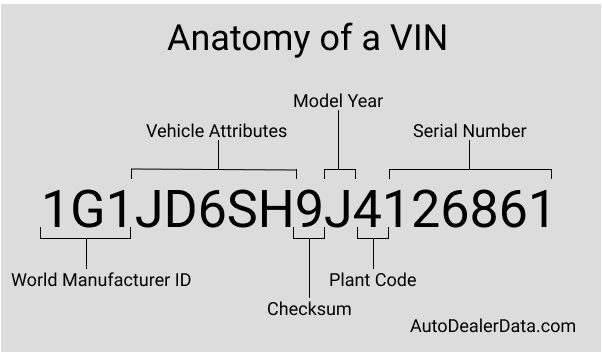 Anatomy of a VIN
Model Year
Vehicle Attributes
Serial Number
1G1JD6SH9J4126861
World Manufacturer ID
Plant Code
Checksum
AutoDealerData.com